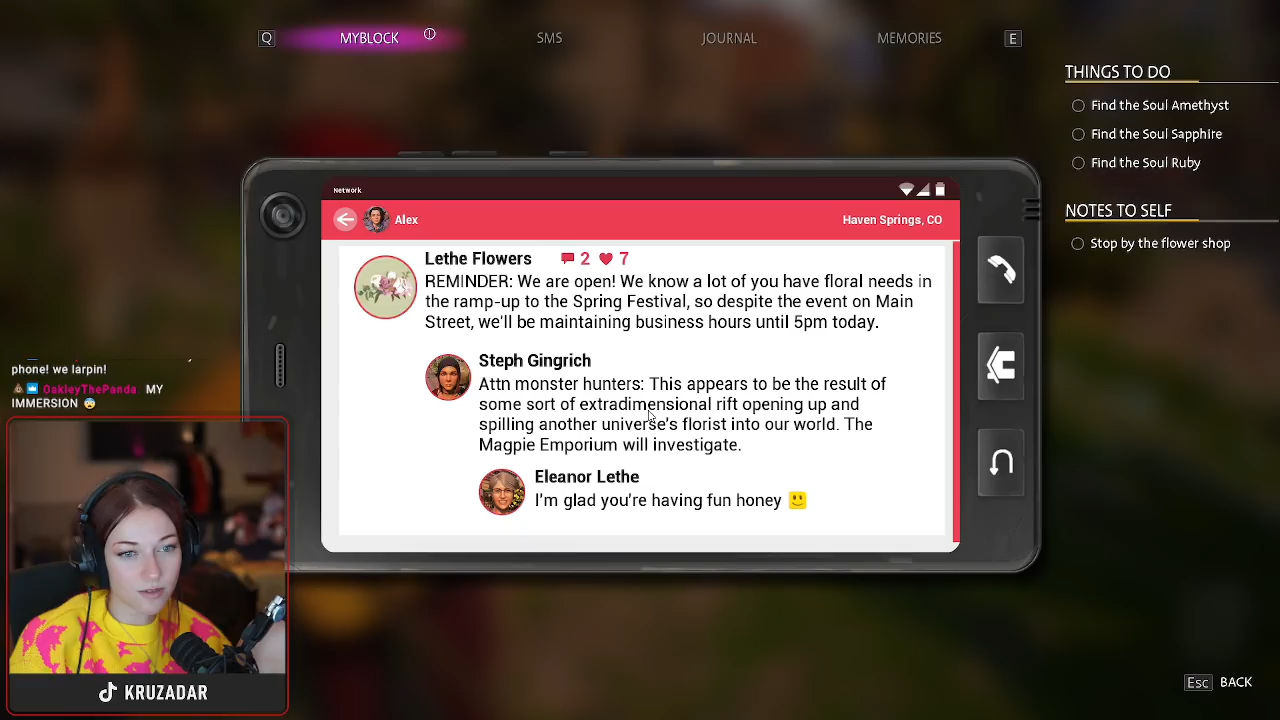 Q MYBLOCK SMS JOURNAL MEMORIES E
THINGS TO DO
Find the Soul Amethyst
Find the Soul Sapphire
Find the Soul Ruby
NOTES TO SELF
Stop by the flower shop
Network
Alex Haven Springs, CO
Lethe Flowers 2 7
REMINDER: We are open! We know a lot of you have floral needs in
the ramp-up to the Spring Festival, so despite the event on Main
Street, we'll be maintaining business hours until 5pm today.
Steph Gingrich
Attn monster hunters: This appears to be the result of
some sort of extradimensional rift opening up and
spilling another universe's florist into our world. The
Magpie Emporium will investigate.
Eleanor Lethe
I'm glad you're having fun honey 🙂
phone! we larpin!
OakleyThePanda: MY
IMMERSION 😨
KRUZADAR
Esc BACK